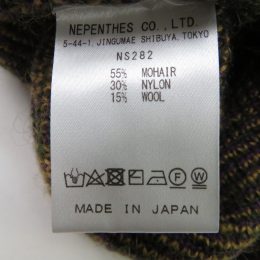 NEPENTHES CO., LTD.
5-44-1, JINGUMAE SHIBUYA, TOKYO
NS282
55% MOHAIR
30% NYLON
15% WOOL
F W
MADE IN JAPAN